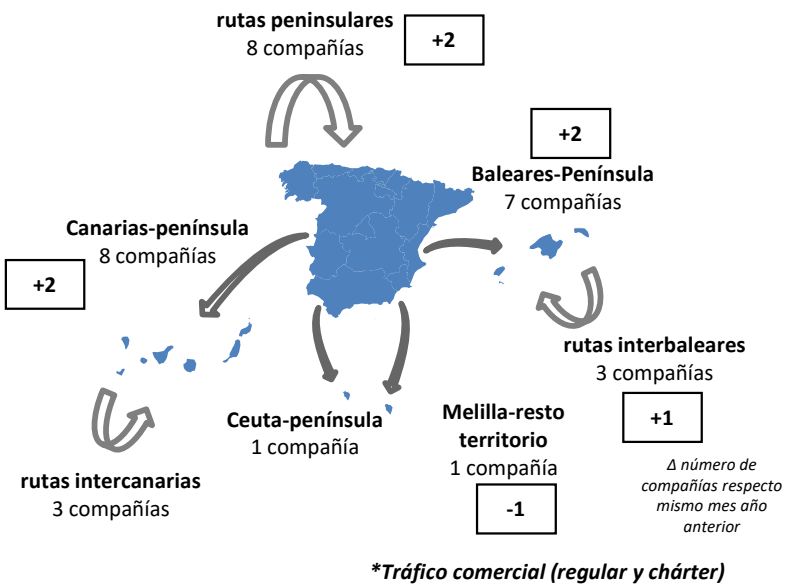 rutas peninsulares
8 compañías
+2
+2
Baleares-Península
7 compañías
Canarias-península
8 compañías
+2
rutas interbaleares
3 compañías
+1
Ceuta-península
1 compañía
Melilla-resto
territorio
1 compañía
-1
rutas intercanarias
3 compañías
Δ número de
compañías respecto
mismo mes año
anterior
*Tráfico comercial (regular y chárter)